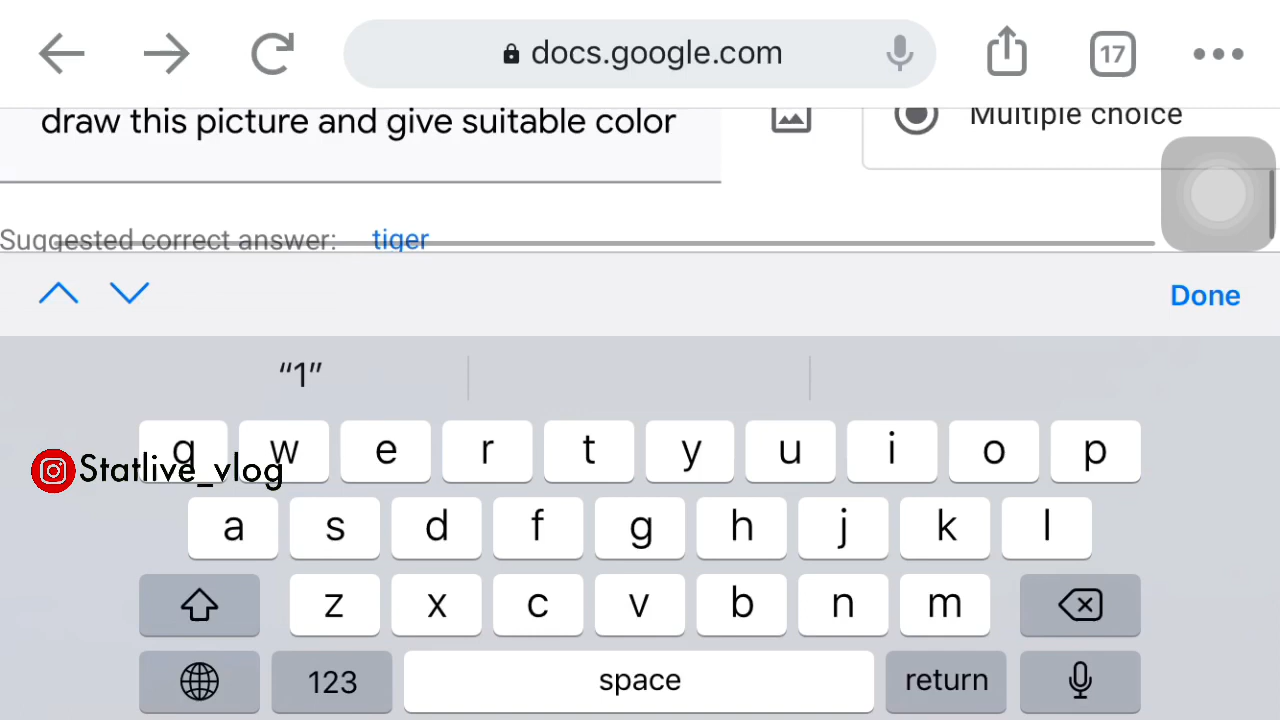 docs.google.com
17
draw this picture and give suitable color
Multiple choice
Suggested correct answer: tiger
Done
“1”
q w e r t y u i o p
Statlive_vlog
a s d f g h j k l
z x c v b n m
123 space return